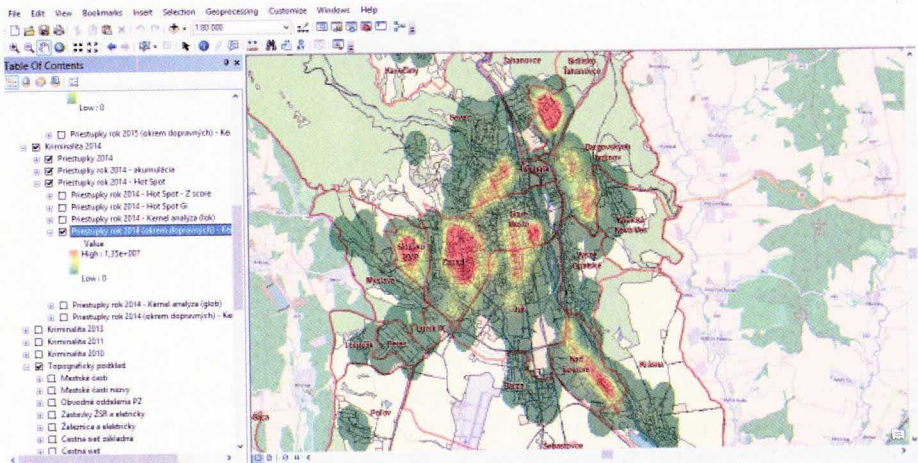 File Edit View Bookmarks Insert Selection Geoprocessing Customize Windows Help
1:80 000
Table Of Contents
Low : 0
Priestupky rok 2015 (okrem dopravných) - Ke
Kriminalita 2014
Priestupky 2014
Priestupky rok 2014 - akumulácia
Priestupky rok 2014 - Hot Spot
Priestupky rok 2014 - Hot Spot - Z score
Priestupky rok 2014 - Hot Spot Gi
Priestupky rok 2014 - Kernel analýza (lok)
Priestupky rok 2014 (okrem dopravných) - Ke
Value
High : 1,35e+007
Low : 0
Priestupky rok 2014 - Kernel analýza (glob)
Priestupky rok 2014 (okrem dopravných) - Ke
Kriminalita 2013
Kriminalita 2011
Kriminalita 2010
Topografický podklad
Mestské časti
Mestské časti názvy
Obvodné oddelenia PZ
Zastávky ŽSR a eletričky
Železnica a električky
Cestná sieť základná
Cestná sieť
Kavečany
Ťahanovce
Sídlisko
Ťahanovce
Sever
Dargovských
hrdinov
Staré
Mesto
Košická
Nová Ves
Sídlisko
Západ
Myslava
Vyšné
Opátske
Juh
Luník IX
Pereš
Nad
jazerom
Krásna
Barca
Poľov
Šebastovce